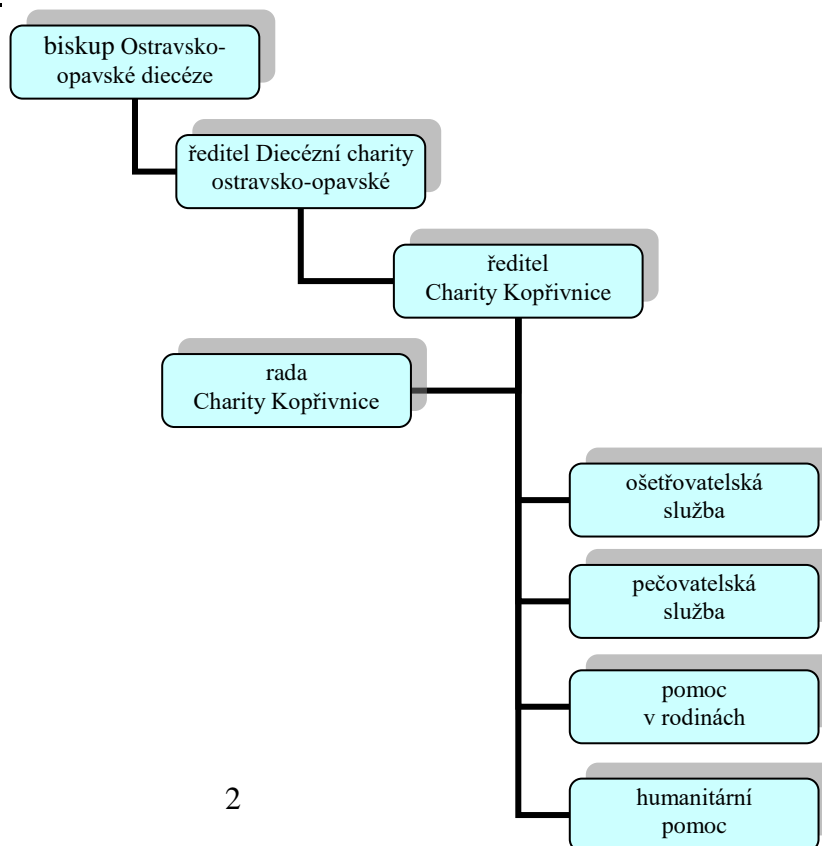 biskup Ostravsko-
opavské diecéze
ředitel Diecézní charity
ostravsko-opavské
ředitel
Charity Kopřivnice
rada
Charity Kopřivnice
ošetřovatelská
služba
pečovatelská
služba
pomoc
v rodinách
humanitární
pomoc
2